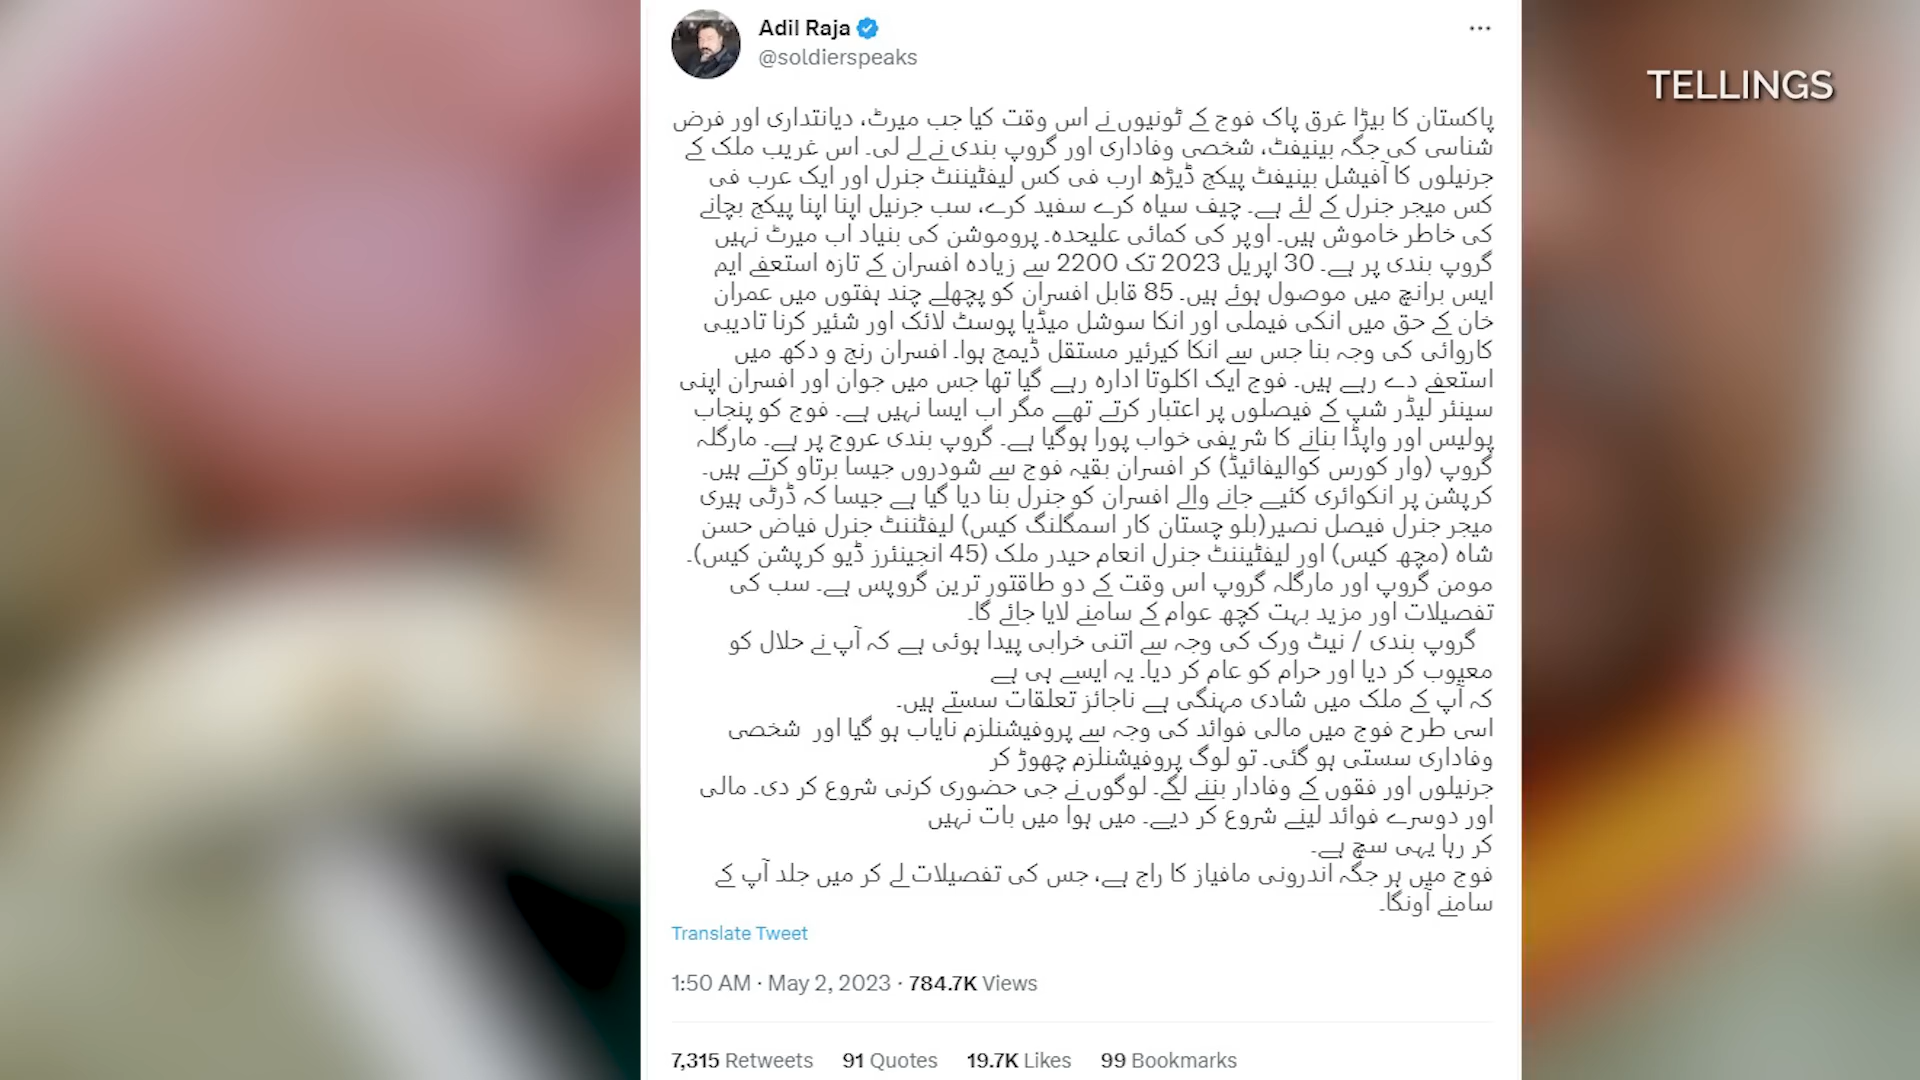 Adil Raja
@soldierspeaks
TELLINGS
پاکستان کا بیڑا غرق پاک فوج کے ٹونیوں نے اس وقت کیا جب میرٹ، دیانتداری اور فرض
شناسی کی جگہ بینیفٹ، شخصی وفاداری اور گروپ بندی نے لے لی۔ اس غریب ملک کے
جرنیلوں کا آفیشل بینیفٹ پیکج ڈیڑھ ارب فی کس لیفٹیننٹ جنرل اور ایک عرب فی
کس میجر جنرل کے لئے ہے۔ چیف سیاہ کرے سفید کرے، سب جرنیل اپنا اپنا پیکج بچانے
کی خاطر خاموش ہیں۔ اوپر کی کمائی علیحدہ۔ پروموشن کی بنیاد اب میرٹ نہیں
گروپ بندی پر ہے۔ 30 اپریل 2023 تک 2200 سے زیادہ افسران کے تازہ استعفے ایم
ایس برانچ میں موصول ہوئے ہیں۔ 85 قابل افسران کو پچھلے چند ہفتوں میں عمران
خان کے حق میں انکی فیملی اور انکا سوشل میڈیا پوسٹ لائک اور شئیر کرنا تادیبی
کاروائی کی وجہ بنا جس سے انکا کیرئیر مستقل ڈیمج ہوا۔ افسران رنج و دکھ میں
استعفے دے رہے ہیں۔ فوج ایک اکلوتا ادارہ رہے گیا تھا جس میں جوان اور افسران اپنی
سینئر لیڈر شپ کے فیصلوں پر اعتبار کرتے تھے مگر اب ایسا نہیں ہے۔ فوج کو پنجاب
پولیس اور واپڈا بنانے کا شریفی خواب پورا ہوگیا ہے۔ گروپ بندی عروج پر ہے۔ مارگلہ
گروپ (وار کورس کوالیفائیڈ) کر افسران بقیہ فوج سے شودروں جیسا برتاو کرتے ہیں۔
کرپشن پر انکوائری کئیے جانے والے افسران کو جنرل بنا دیا گیا ہے جیسا کہ ڈرٹی ہیری
میجر جنرل فیصل نصیر(بلو چستان کار اسمگلنگ کیس) لیفٹننٹ جنرل فیاض حسن
شاہ (مچھ کیس) اور لیفٹیننٹ جنرل انعام حیدر ملک (45 انجینئرز ڈیو کرپشن کیس)۔
مومن گروپ اور مارگلہ گروپ اس وقت کے دو طاقتور ترین گروپس ہے۔ سب کی
تفصیلات اور مزید بہت کچھ عوام کے سامنے لایا جائے گا۔
گروپ بندی / نیٹ ورک کی وجہ سے اتنی خرابی پیدا ہوئی ہے کہ آپ نے حلال کو
معیوب کر دیا اور حرام کو عام کر دیا۔ یہ ایسے ہی ہے
کہ آپ کے ملک میں شادی مہنگی ہے ناجائز تعلقات سستے ہیں۔
اسی طرح فوج میں مالی فوائد کی وجہ سے پروفیشنلزم نایاب ہو گیا اور شخصی
وفاداری سستی ہو گئی۔ تو لوگ پروفیشنلزم چھوڑ کر
جرنیلوں اور فقوں کے وفادار بننے لگے۔ لوگوں نے جی حضوری کرنی شروع کر دی۔ مالی
اور دوسرے فوائد لینے شروع کر دیے۔ میں ہوا میں بات نہیں
کر رہا یہی سچ ہے۔
فوج میں ہر جگہ اندرونی مافیاز کا راج ہے، جس کی تفصیلات لے کر میں جلد آپ کے
سامنے آونگا۔
Translate Tweet
1:50 AM · May 2, 2023 · 784.7K Views
7,315 Retweets 91 Quotes 19.7K Likes 99 Bookmarks